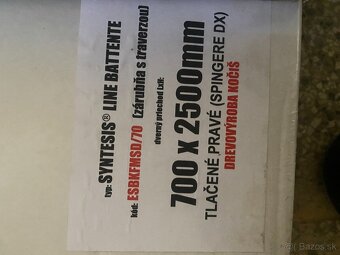 typ: SYNTESIS® LINE BATTENTE
kód: ESBKFMSD/70 (zárubňa s traverzou)
dverný priechod LxH:
700 x 2500mm
TLAČENÉ PRAVÉ (SPINGERE DX)
DREVOVÝROBA KOČIŠ
Bazos.sk